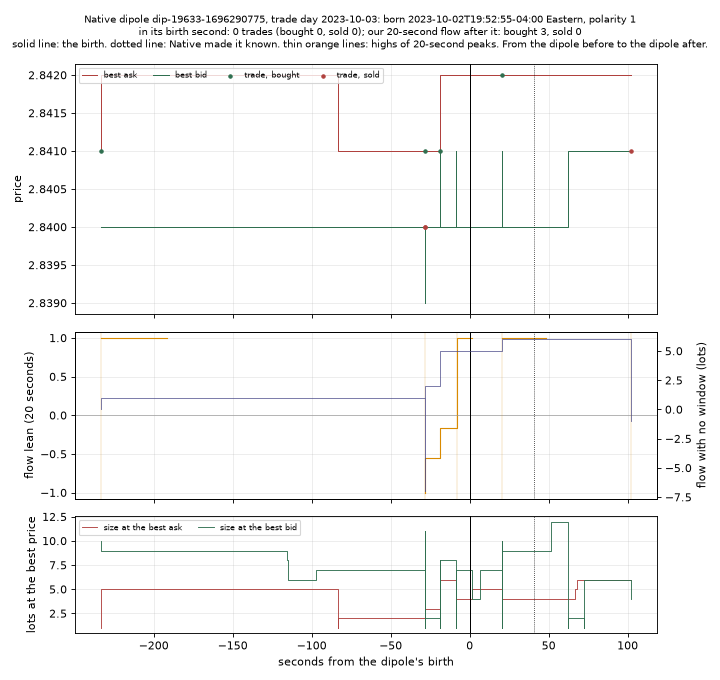 Native dipole dip-19633-1696290775, trade day 2023-10-03: born 2023-10-02T19:52:55-04:00 Eastern, polarity 1
in its birth second: 0 trades (bought 0, sold 0); our 20-second flow after it: bought 3, sold 0
solid line: the birth. dotted line: Native made it known. thin orange lines: highs of 20-second peaks. From the dipole before to the dipole after.
best ask
best bid
trade, bought
trade, sold
2.8420
2.8415
2.8410
2.8405
2.8400
2.8395
2.8390
price
1.0
0.5
0.0
−0.5
−1.0
flow lean (20 seconds)
5.0
2.5
0.0
−2.5
−5.0
−7.5
flow with no window (lots)
size at the best ask
size at the best bid
12.5
10.0
7.5
5.0
2.5
lots at the best price
−200
−150
−100
−50
0
50
100
seconds from the dipole's birth